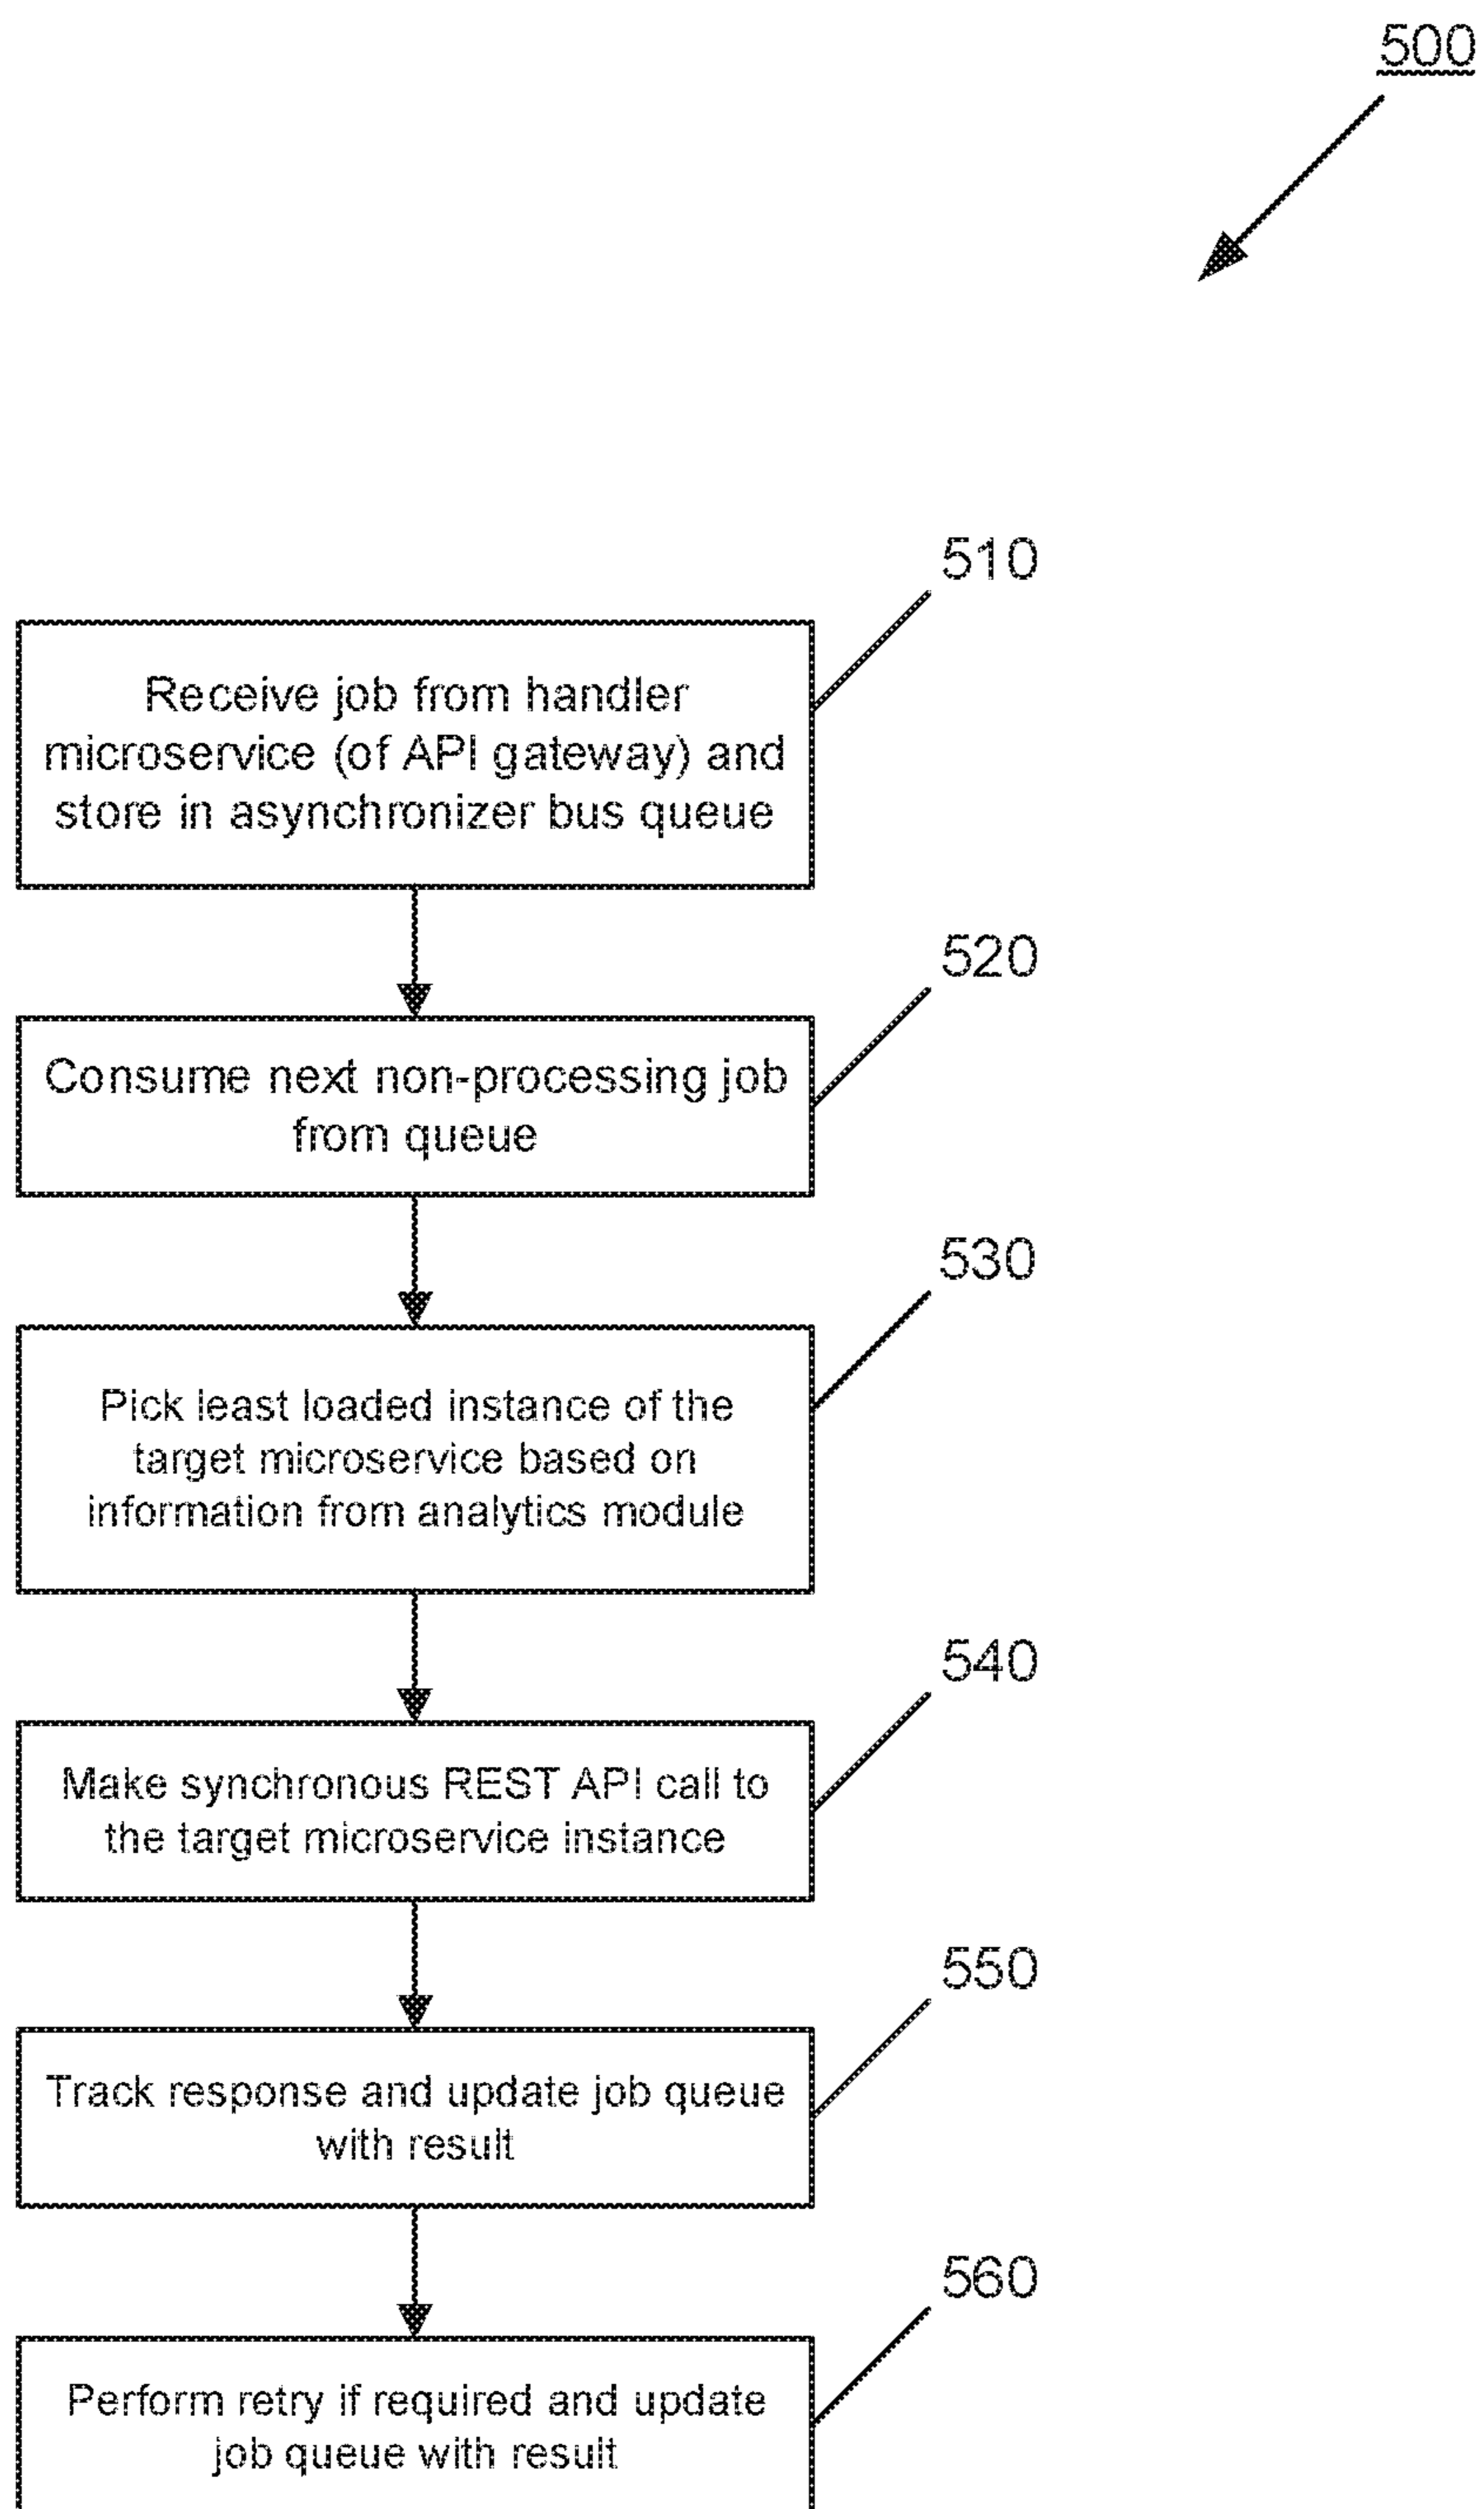 500
510
Receive job from handler
microservice (of API gateway) and
store in asynchronizer bus queue
520
Consume next non-processing job
from queue
530
Pick least loaded instance of the
target microservice based on
information from analytics module
540
Make synchronous REST API call to
the target microservice instance
550
Track response and update job queue
with result
560
Perform retry if required and update
job queue with result